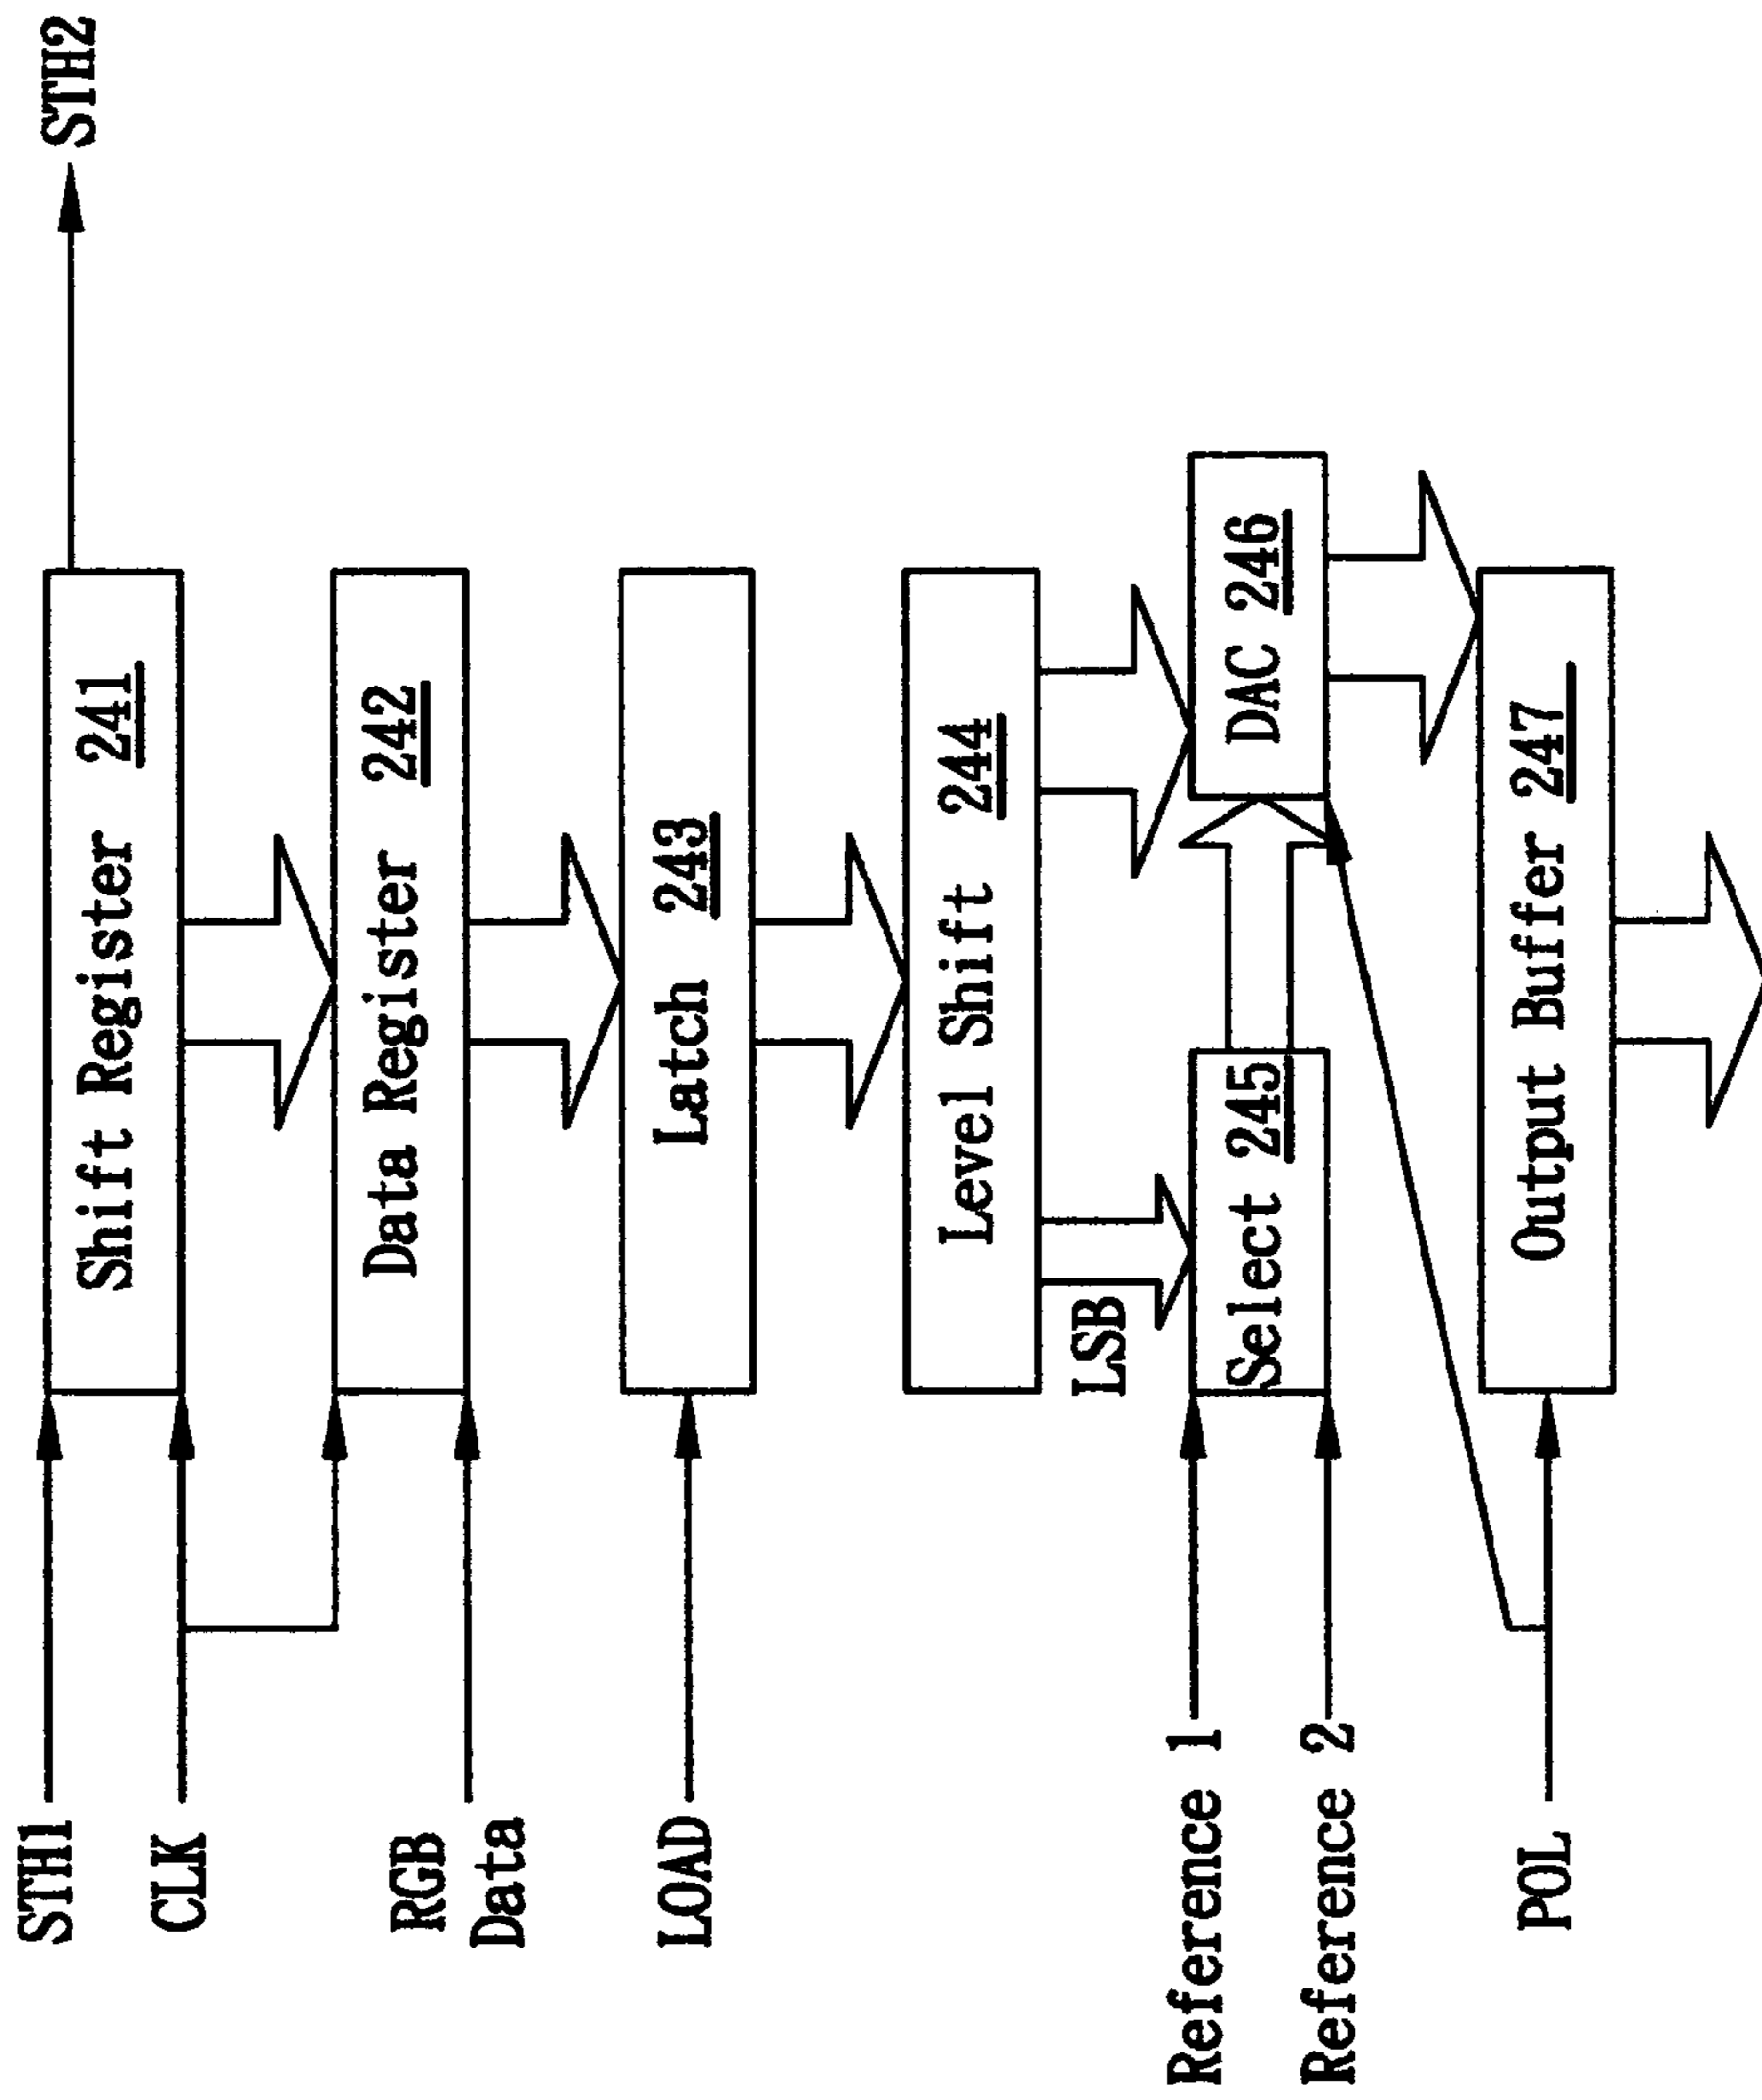 STH1
Shift Register 241
STH2
CLK
RGB
Data
Data Register 242
LOAD
Latch 243
Level Shift 244
LSB
Reference 1
Reference 2
Select 245
DAC 246
POL
Output Buffer 247